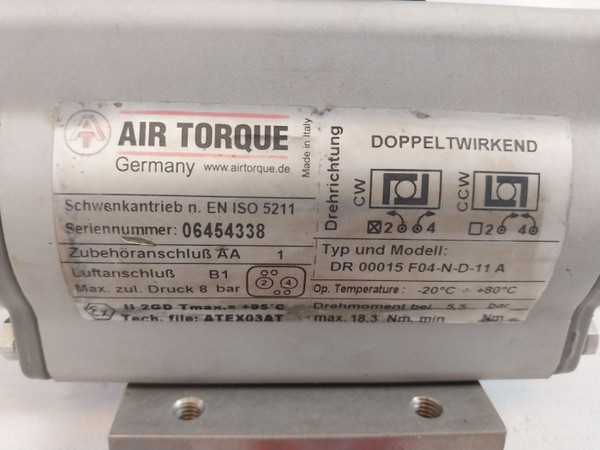 AIR TORQUE
Germany www.airtorque.de
Made in Italy
Schwenkantrieb n. EN ISO 5211
Seriennummer: 06454338
Zubehöranschluß AA 1
Luftanschluß B1
Max. zul. Druck 8 bar
2 4
II 2GD Tmax.= +95°C
Tech. file: ATEX03AT
Drehrichtung
DOPPELTWIRKEND
CW
2 4
CCW
2 4
Typ und Modell:
DR 00015 F04-N-D-11 A
Op. Temperature: -20°C ÷ +80°C
Drehmoment bei 5,5 bar
max. 18.3 Nm, min Nm